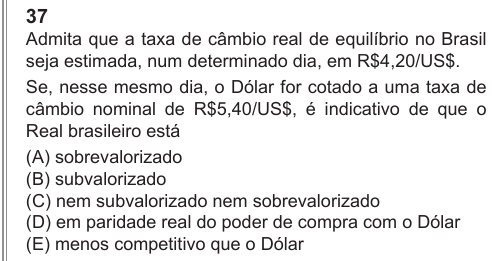 37
Admita que a taxa de câmbio real de equilíbrio no Brasil
seja estimada, num determinado dia, em R$4,20/US$.
Se, nesse mesmo dia, o Dólar for cotado a uma taxa de
câmbio nominal de R$5,40/US$, é indicativo de que o
Real brasileiro está
(A) sobrevalorizado
(B) subvalorizado
(C) nem subvalorizado nem sobrevalorizado
(D) em paridade real do poder de compra com o Dólar
(E) menos competitivo que o Dólar